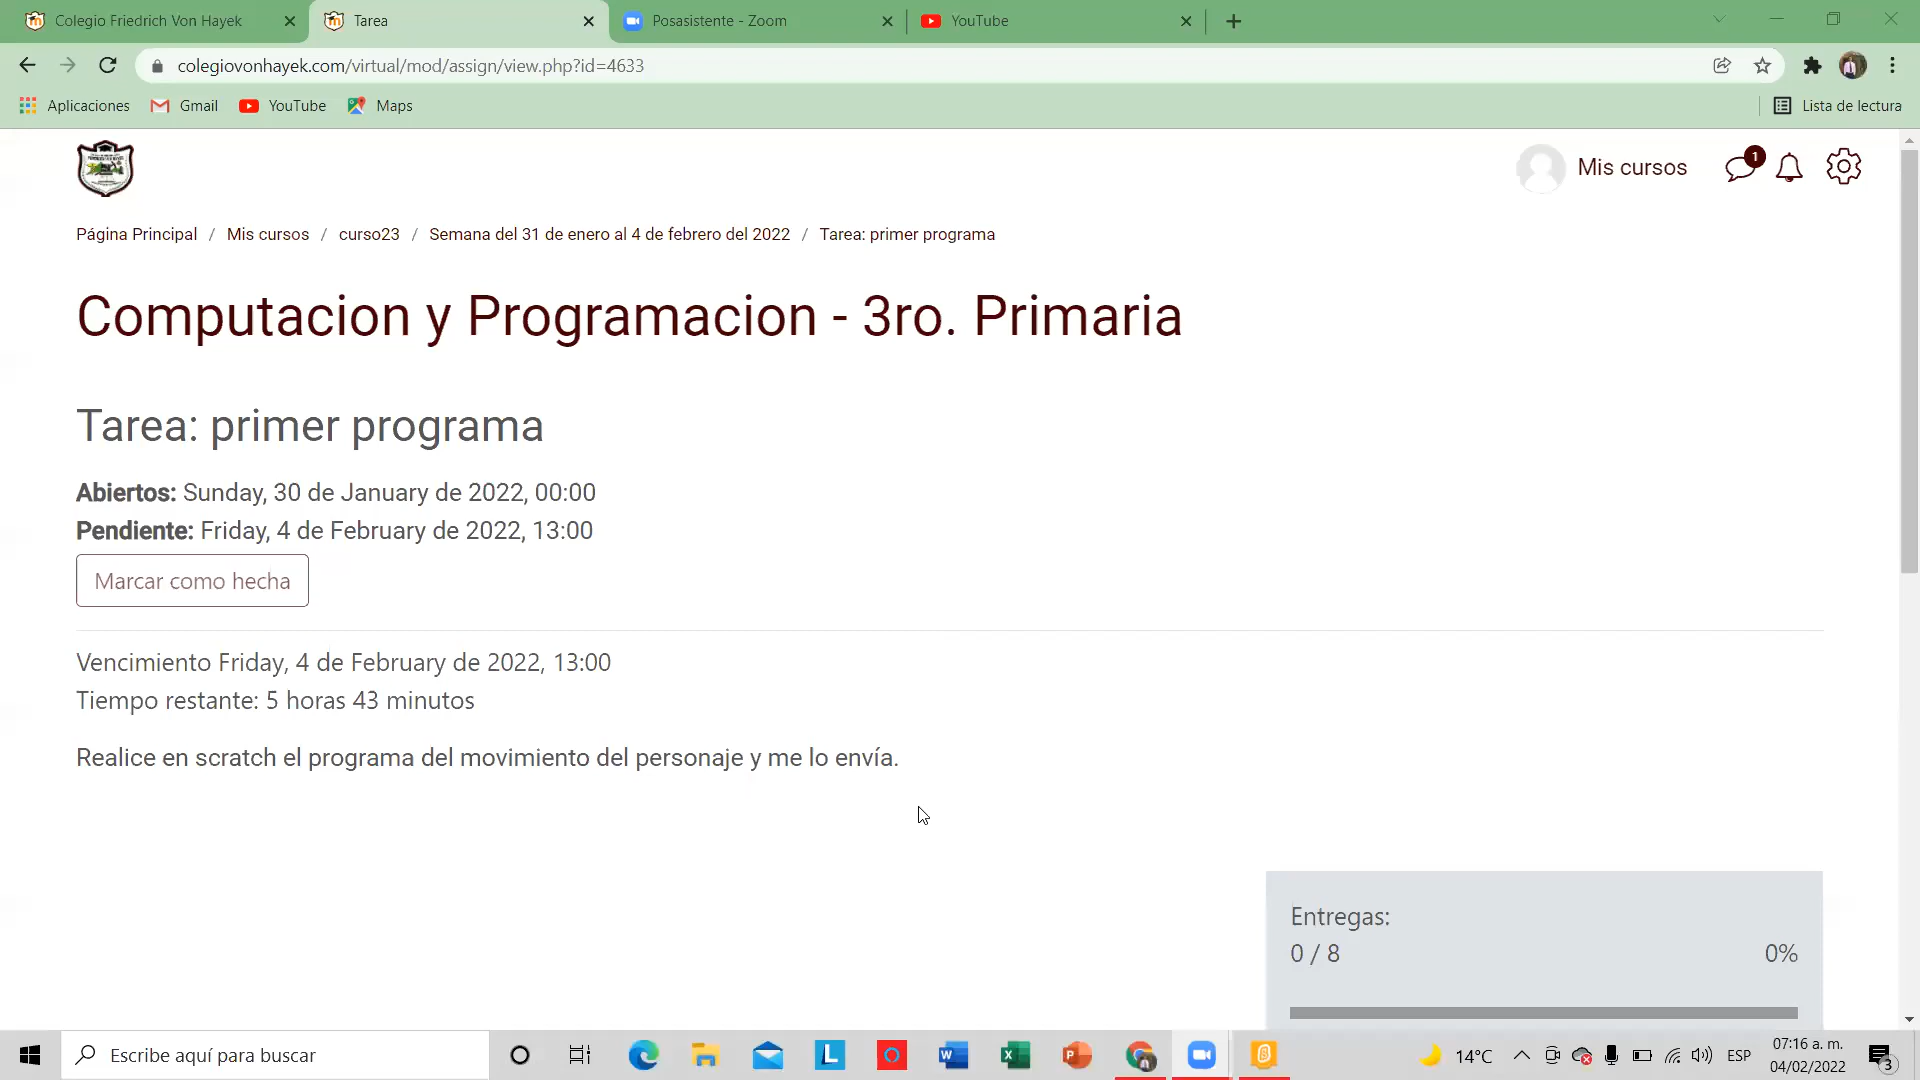 Colegio Friedrich Von Hayek
Tarea
Posasistente - Zoom
YouTube
colegiovonhayek.com/virtual/mod/assign/view.php?id=4633
Aplicaciones
Gmail
YouTube
Maps
Lista de lectura
Mis cursos
1
Página Principal / Mis cursos / curso23 / Semana del 31 de enero al 4 de febrero del 2022 / Tarea: primer programa
Computacion y Programacion - 3ro. Primaria
Tarea: primer programa
Abiertos: Sunday, 30 de January de 2022, 00:00
Pendiente: Friday, 4 de February de 2022, 13:00
Marcar como hecha
Vencimiento Friday, 4 de February de 2022, 13:00
Tiempo restante: 5 horas 43 minutos
Realice en scratch el programa del movimiento del personaje y me lo envía.
Entregas:
0 / 8 0%
Escribe aquí para buscar
14°C
ESP
07:16 a. m.
04/02/2022
3